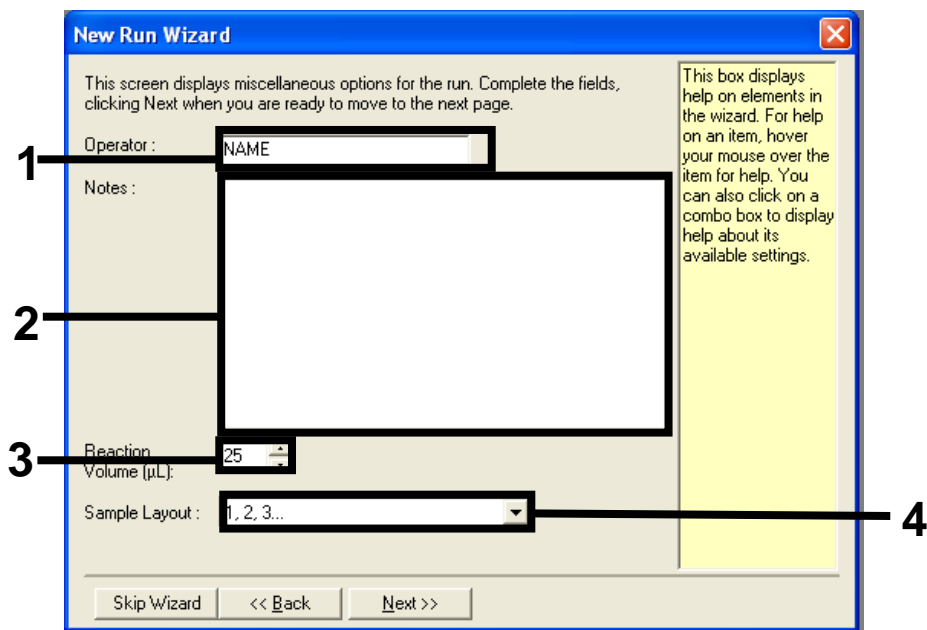 New Run Wizard
This screen displays miscellaneous options for the run. Complete the fields,
clicking Next when you are ready to move to the next page.
1
Operator :
NAME
Notes :
2
3
Reaction
Volume (µL):
25
Sample Layout :
1, 2, 3...
4
Skip Wizard
<< Back
Next >>
This box displays
help on elements in
the wizard. For help
on an item, hover
your mouse over the
item for help. You
can also click on a
combo box to display
help about its
available settings.